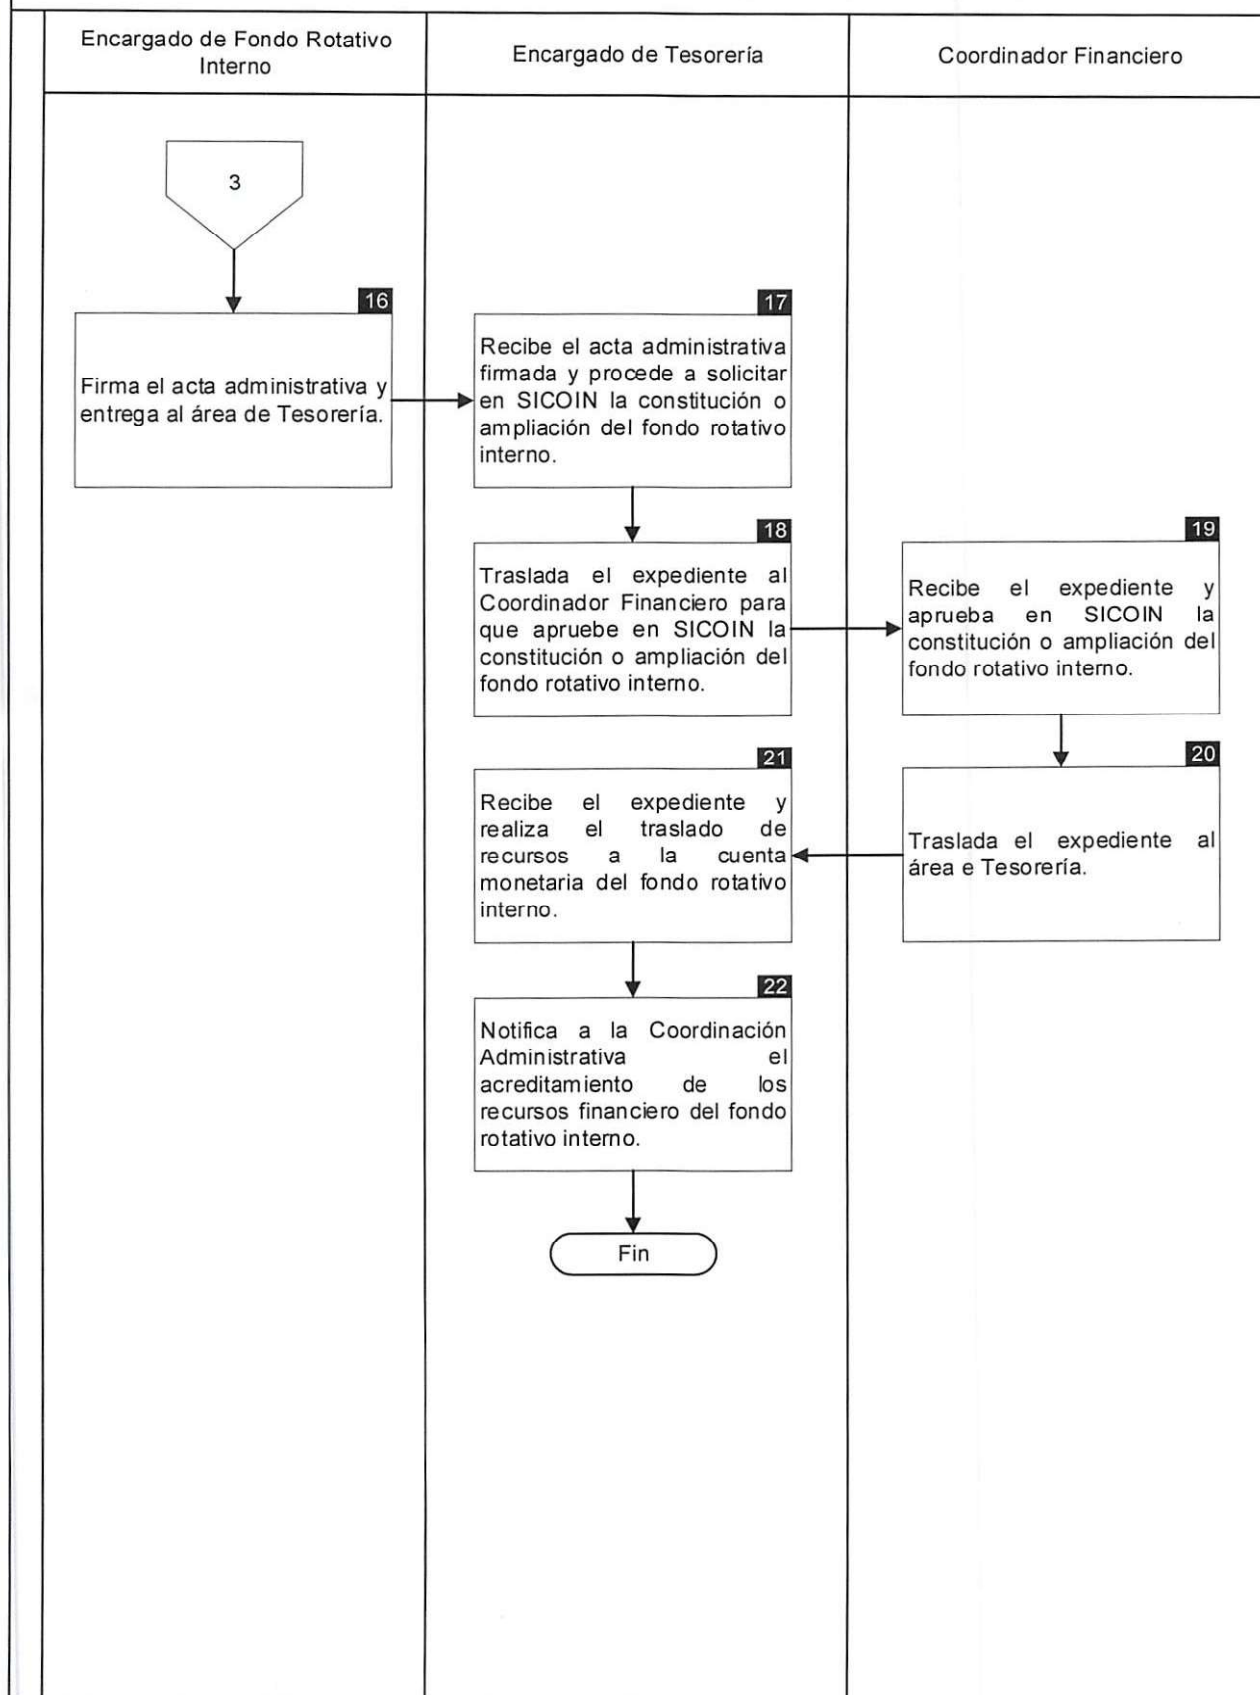 Encargado de Fondo Rotativo
Interno
Encargado de Tesorería
Coordinador Financiero
3
16
Firma el acta administrativa y
entrega al área de Tesorería.
17
Recibe el acta administrativa
firmada y procede a solicitar
en SICOIN la constitución o
ampliación del fondo rotativo
interno.
18
Traslada el expediente al
Coordinador Financiero para
que apruebe en SICOIN la
constitución o ampliación del
fondo rotativo interno.
19
Recibe el expediente y
aprueba en SICOIN la
constitución o ampliación del
fondo rotativo interno.
20
Traslada el expediente al
área e Tesorería.
21
Recibe el expediente y
realiza el traslado de
recursos a la cuenta
monetaria del fondo rotativo
interno.
22
Notifica a la Coordinación
Administrativa el
acreditamiento de los
recursos financiero del fondo
rotativo interno.
Fin